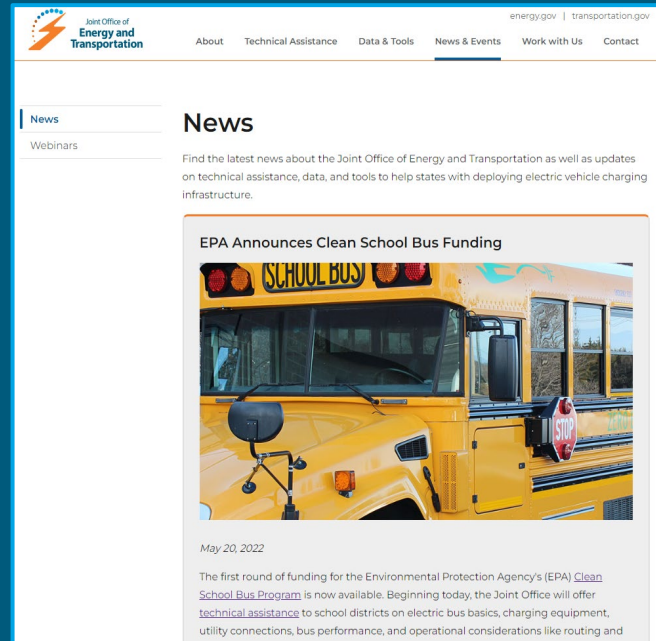 energy.gov | transportation.gov
Joint Office of
Energy and
Transportation
About Technical Assistance Data & Tools News & Events Work with Us Contact
News
Webinars
News
Find the latest news about the Joint Office of Energy and Transportation as well as updates
on technical assistance, data, and tools to help states with deploying electric vehicle charging
infrastructure.
EPA Announces Clean School Bus Funding
SCHOOL BUS
STOP
May 20, 2022
The first round of funding for the Environmental Protection Agency's (EPA) Clean
School Bus Program is now available. Beginning today, the Joint Office will offer
technical assistance to school districts on electric bus basics, charging equipment,
utility connections, bus performance, and operational considerations like routing and